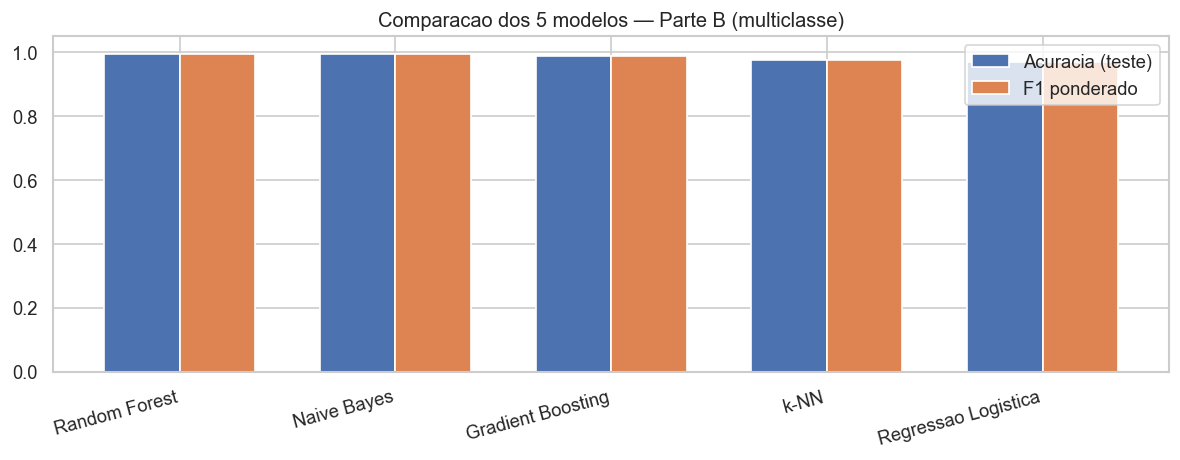 Comparacao dos 5 modelos — Parte B (multiclasse)
1.0
0.8
0.6
0.4
0.2
0.0
Acuracia (teste)
F1 ponderado
Random Forest
Naive Bayes
Gradient Boosting
k-NN
Regressao Logistica